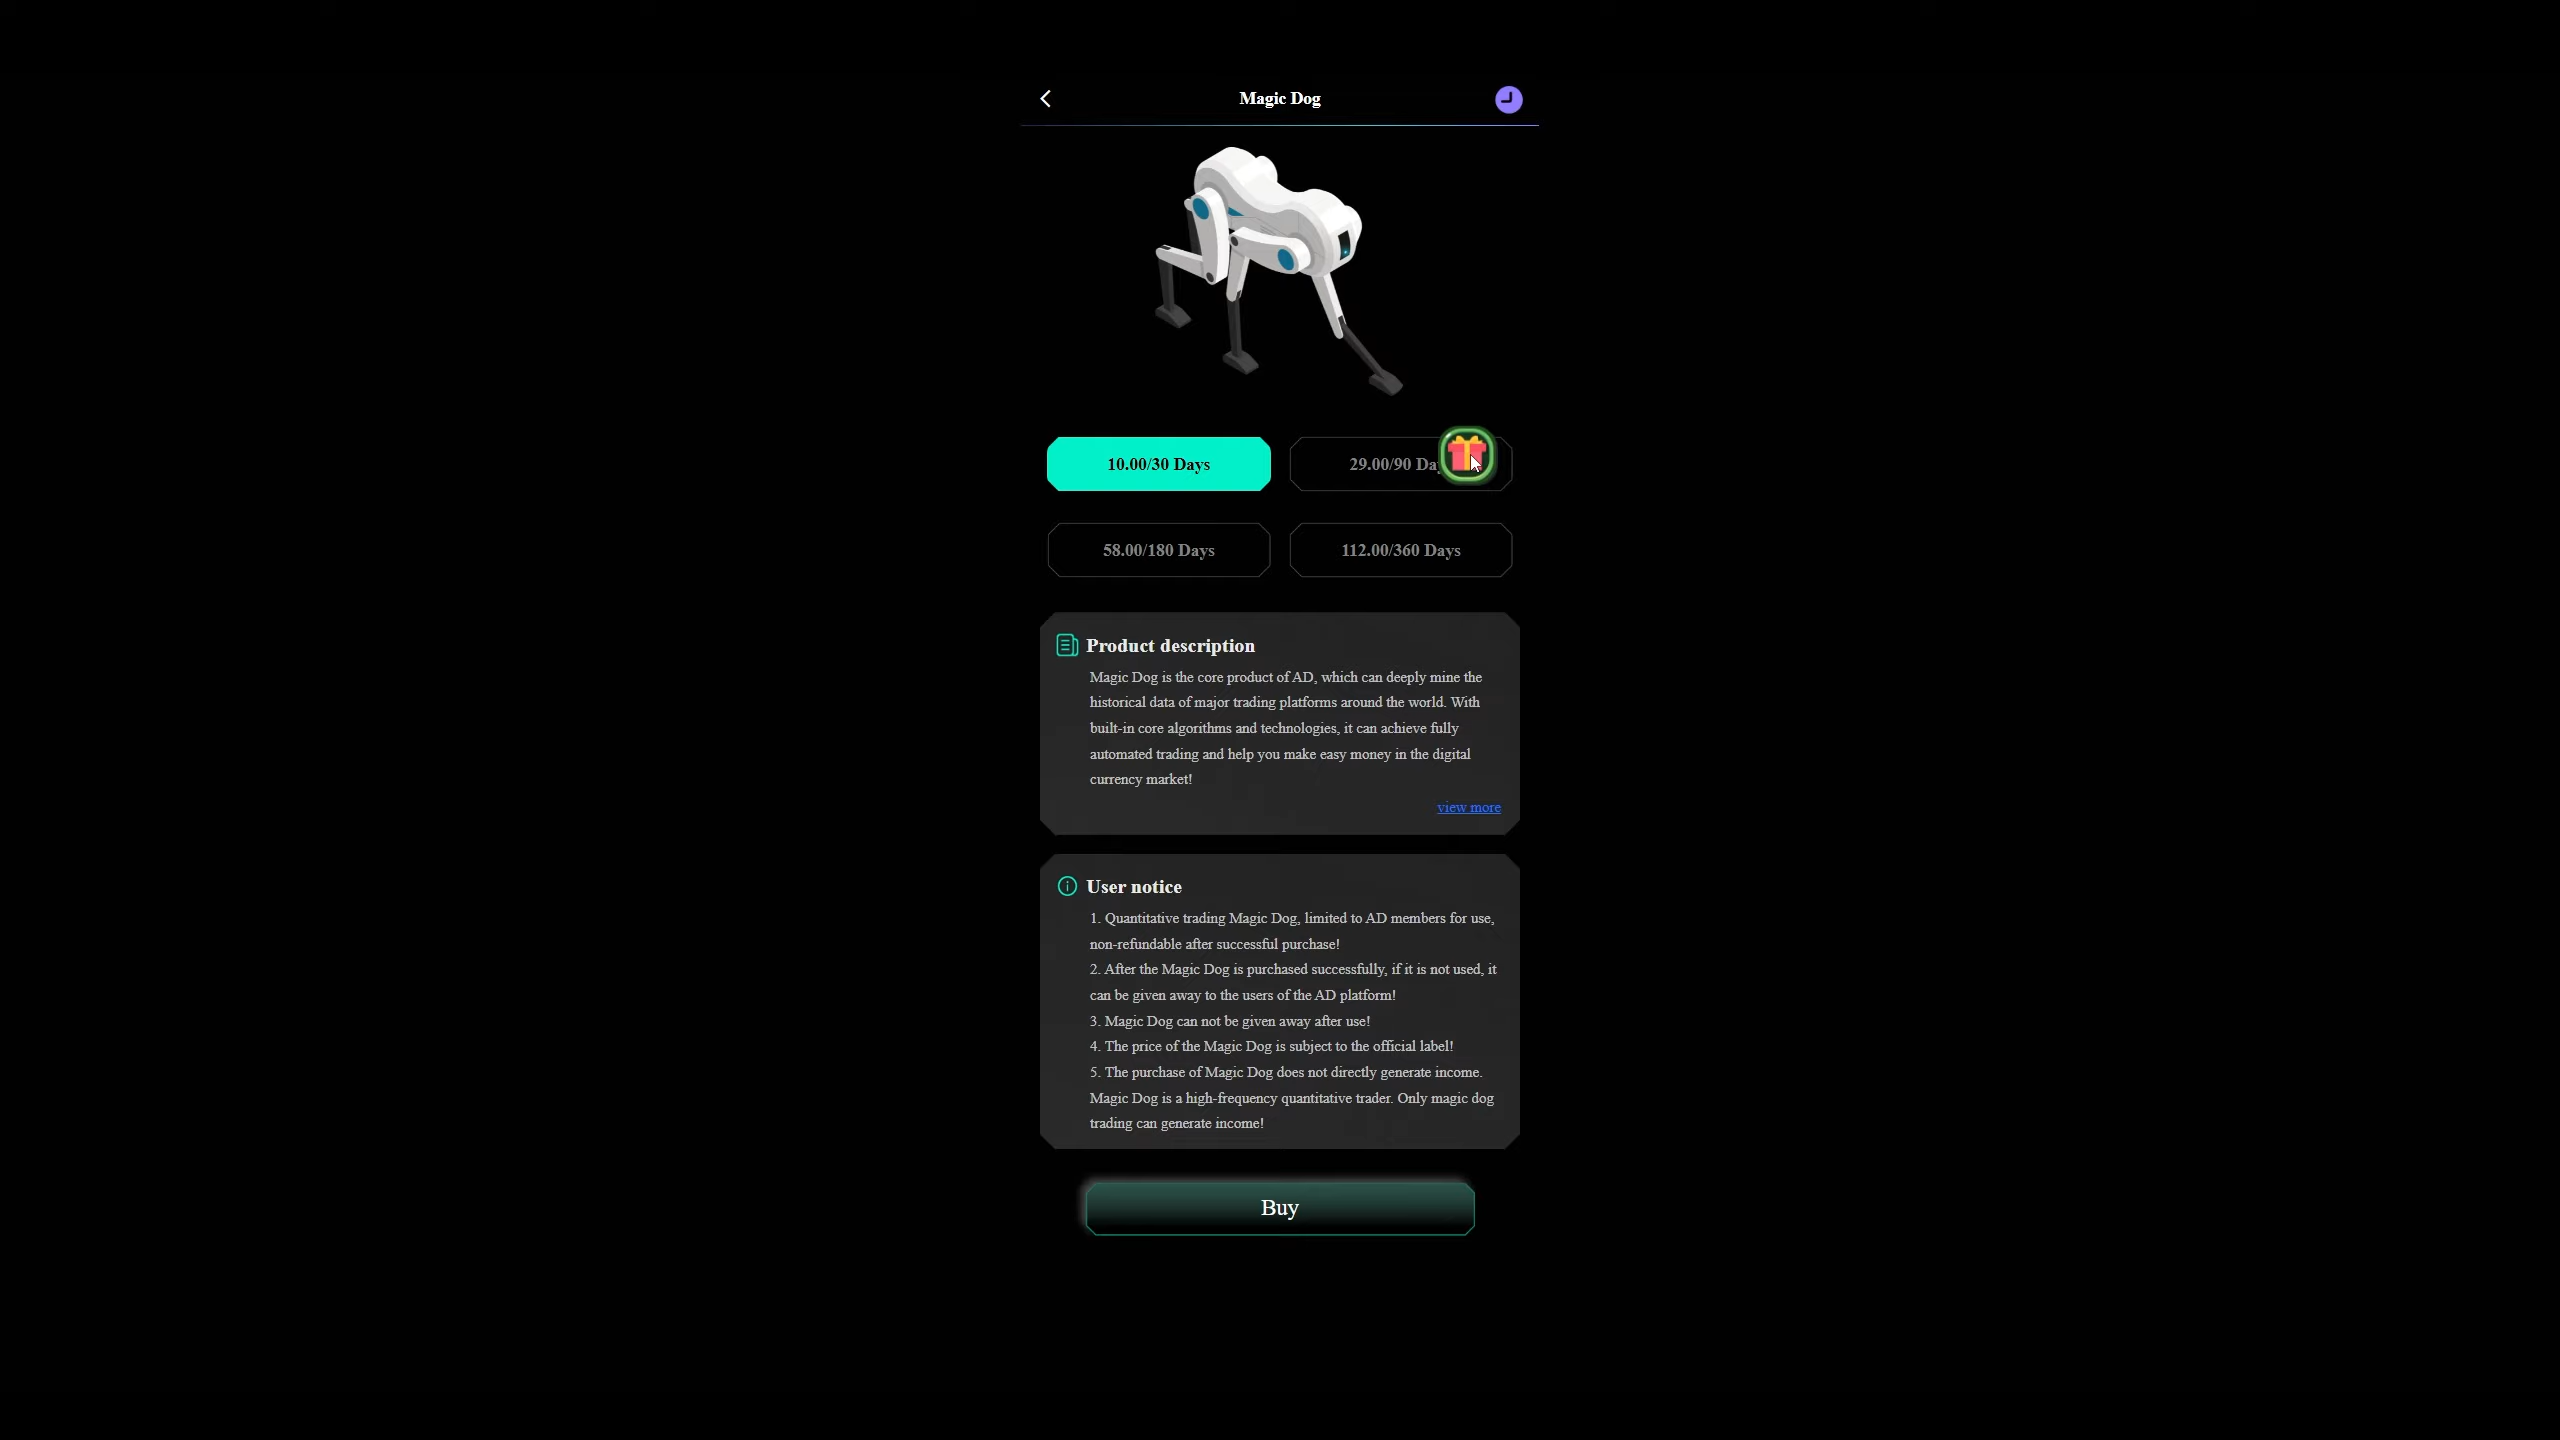 Magic Dog
10.00/30 Days
29.00/90
58.00/180 Days
112.00/360 Days
Product description
Magic Dog is the core product of AD, which can deeply mine the
historical data of major trading platforms around the world. With
built-in core algorithms and technologies, it can achieve fully
automated trading and help you make easy money in the digital
currency market!
view more
User notice
1. Quantitative trading Magic Dog, limited to AD members for use,
non-refundable after successful purchase!
2. After the Magic Dog is purchased successfully, if it is not used, it
can be given away to the users of the AD platform!
3. Magic Dog can not be given away after use!
4. The price of the Magic Dog is subject to the official label!
5. The purchase of Magic Dog does not directly generate income.
Magic Dog is a high-frequency quantitative trader. Only magic dog
trading can generate income!
Buy